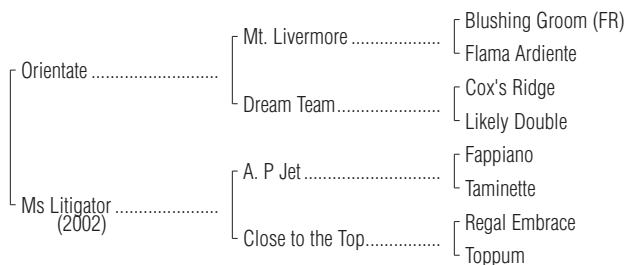 Blushing Groom (FR)
Mt. Livermore ....................
Flama Ardiente
Orientate ............................
Cox's Ridge
Dream Team.......................
Likely Double
Fappiano
A. P Jet ..............................
Taminette
Ms Litigator .......................
(2002)
Regal Embrace
Close to the Top.................
Toppum